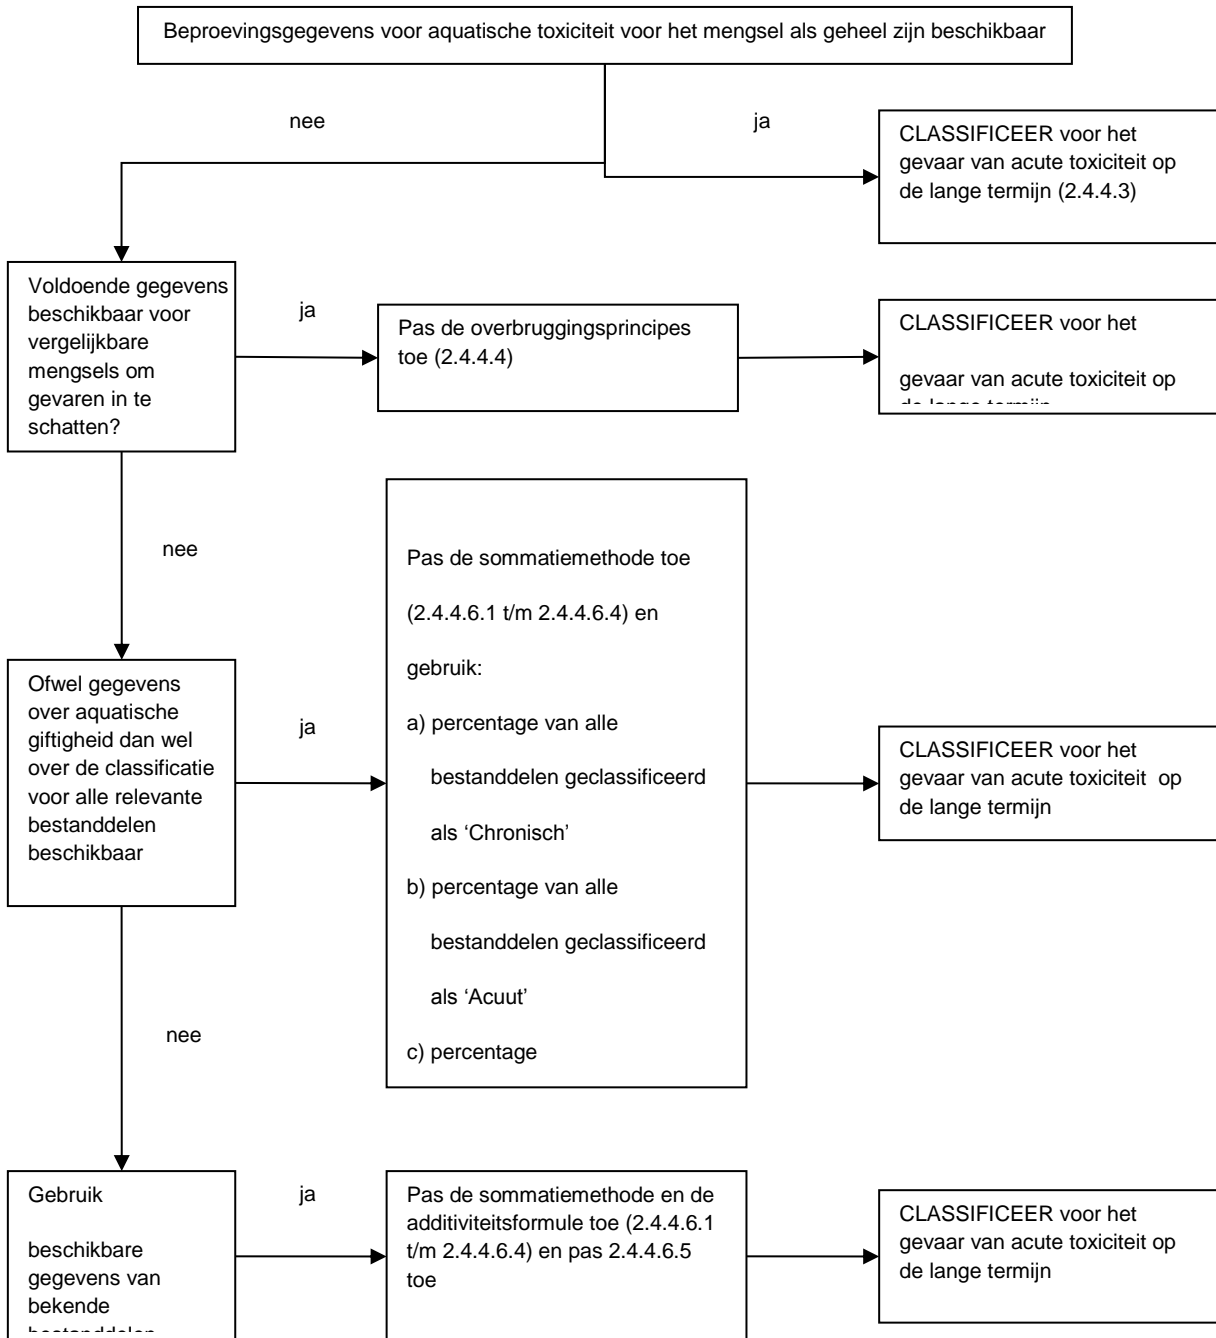 Beproevingsgegevens voor aquatische toxiciteit voor het mengsel als geheel zijn beschikbaar
nee
ja
CLASSIFICEER voor het
gevaar van acute toxiciteit op
de lange termijn (2.4.4.3)
Voldoende gegevens
beschikbaar voor
vergelijkbare
mengsels om
gevaren in te
schatten?
ja
Pas de overbruggingsprincipes
toe (2.4.4.4)
CLASSIFICEER voor het
gevaar van acute toxiciteit op
de lange termijn
nee
Pas de sommatiemethode toe
(2.4.4.6.1 t/m 2.4.4.6.4) en
gebruik:
a) percentage van alle
bestanddelen geclassificeerd
als ‘Chronisch’
b) percentage van alle
bestanddelen geclassificeerd
als ‘Acuut’
c) percentage
Ofwel gegevens
over aquatische
giftigheid dan wel
over de classificatie
voor alle relevante
bestanddelen
beschikbaar
ja
CLASSIFICEER voor het
gevaar van acute toxiciteit op
de lange termijn
nee
Gebruik
beschikbare
gegevens van
bekende
bestanddelen
ja
Pas de sommatiemethode en de
additiviteitsformule toe (2.4.4.6.1
t/m 2.4.4.6.4) en pas 2.4.4.6.5
toe
CLASSIFICEER voor het
gevaar van acute toxiciteit op
de lange termijn